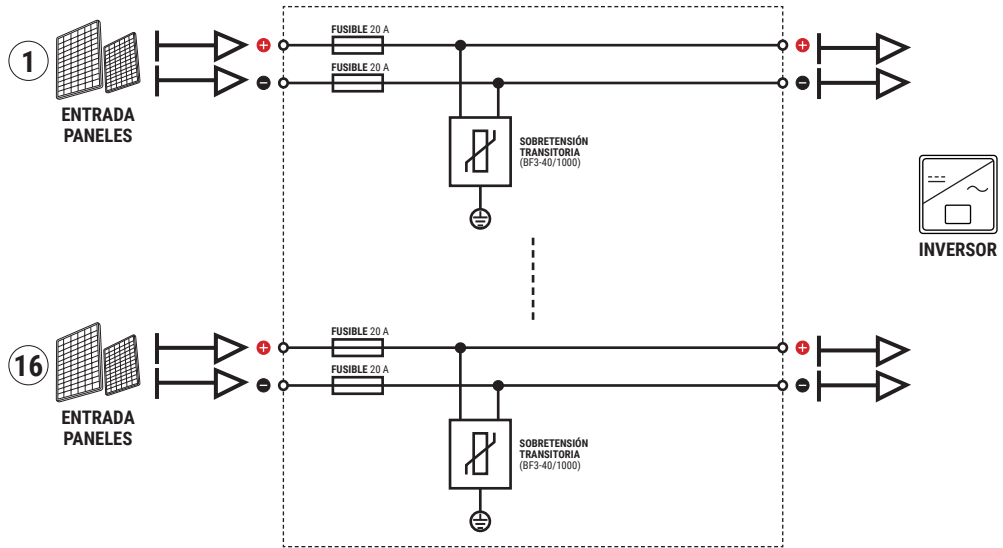 FUSIBLE 20 A
1
+
+
FUSIBLE 20 A
-
-
ENTRADA
PANELES
SOBRETENSIÓN
TRANSITORIA
(BF3-40/1000)
INVERSOR
FUSIBLE 20 A
16
+
+
FUSIBLE 20 A
-
-
ENTRADA
PANELES
SOBRETENSIÓN
TRANSITORIA
(BF3-40/1000)